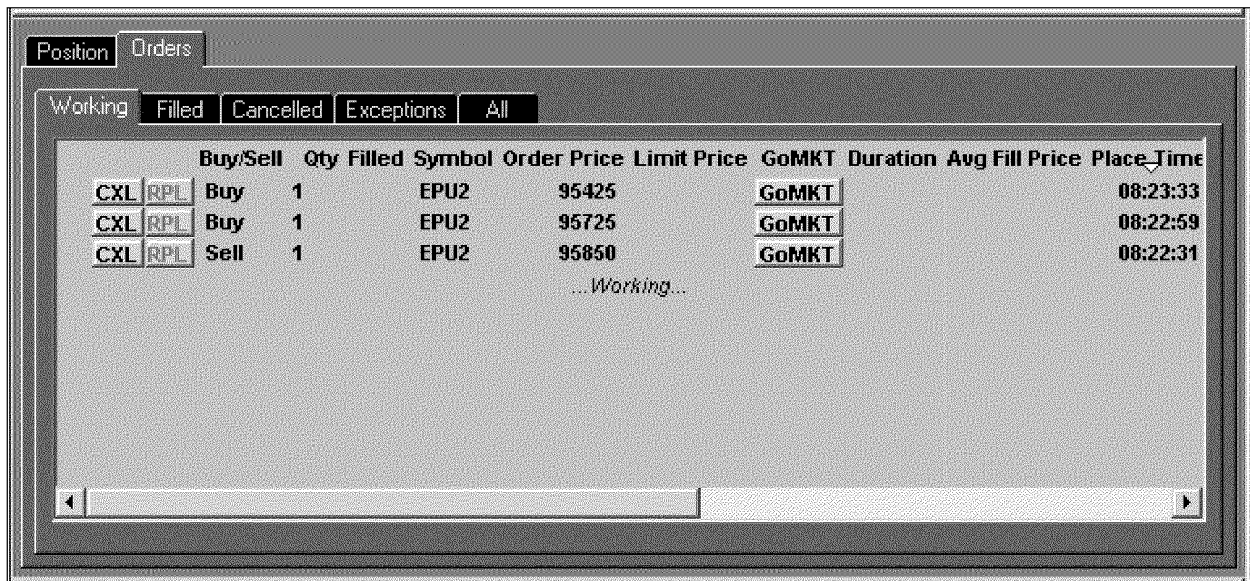 Position Orders
Working Filled Cancelled Exceptions All
Buy/Sell Qty Filled Symbol Order Price Limit Price GoMKT Duration Avg Fill Price Place Time
CXL RPL Buy 1 EPU2 95425 GoMKT 08:23:33
CXL RPL Buy 1 EPU2 95725 GoMKT 08:22:59
CXL RPL Sell 1 EPU2 95850 GoMKT 08:22:31
...Working...